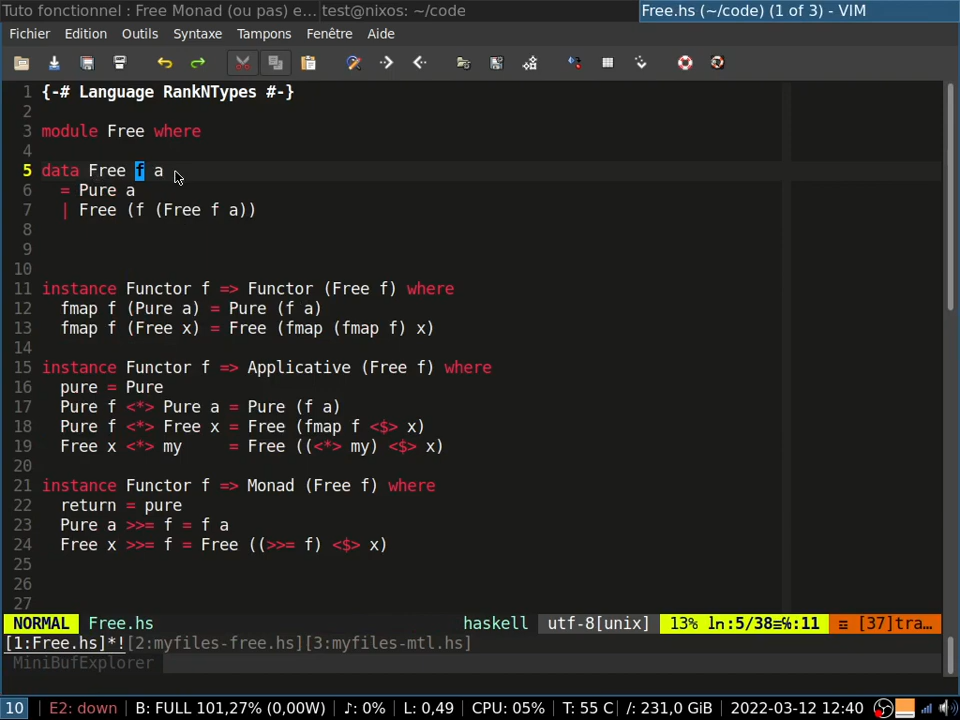 Tuto fonctionnel : Free Monad (ou pas) e... test@nixos: ~/code Free.hs (~/code) (1 of 3) - VIM
Fichier Edition Outils Syntaxe Tampons Fenêtre Aide
1 {-# Language RankNTypes #-}
2
3 module Free where
4
5 data Free f a
6 = Pure a
7 | Free (f (Free f a))
8
9
10
11 instance Functor f => Functor (Free f) where
12 fmap f (Pure a) = Pure (f a)
13 fmap f (Free x) = Free (fmap (fmap f) x)
14
15 instance Functor f => Applicative (Free f) where
16 pure = Pure
17 Pure f <*> Pure a = Pure (f a)
18 Pure f <*> Free x = Free (fmap f <$> x)
19 Free x <*> my = Free ((<*> my) <$> x)
20
21 instance Functor f => Monad (Free f) where
22 return = pure
23 Pure a >>= f = f a
24 Free x >>= f = Free ((>>= f) <$> x)
25
26
27
NORMAL Free.hs haskell utf-8[unix] 13% ln:5/38≡℅:11 ☲ [37]tra…
[1:Free.hs]*![2:myfiles-free.hs][3:myfiles-mtl.hs]
MiniBufExplorer
10 E2: down B: FULL 101,27% (0,00W) ♪: 0% L: 0,49 CPU: 05% T: 55 C /: 231,0 GiB 2022-03-12 12:40